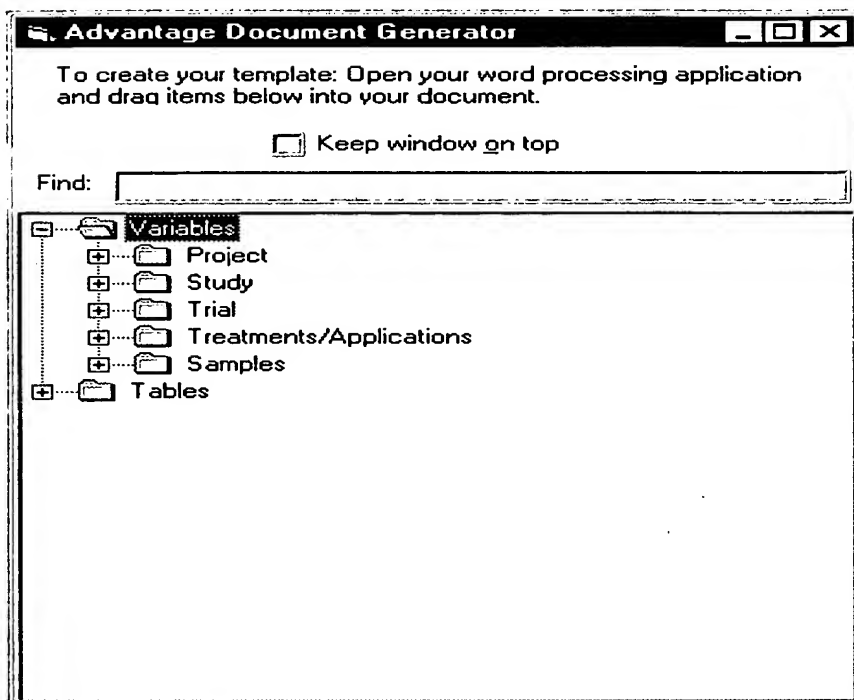 Advantage Document Generator
To create your template: Open your word processing application
and drag items below into your document.
Keep window on top
Find:
Variables
Project
Study
Trial
Treatments/Applications
Samples
Tables